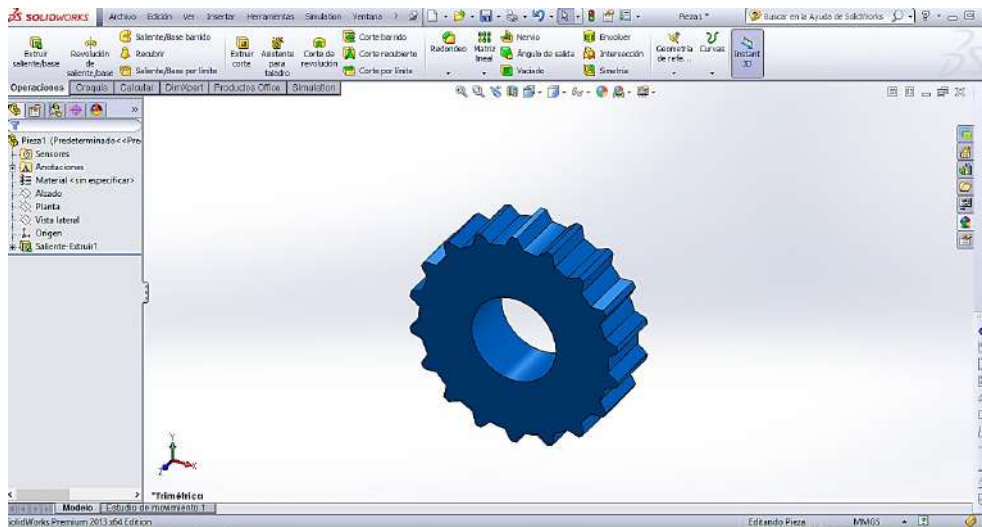 SOLIDWORKS Archivo Edición Ver Insertar Herramientas Simulation Ventana ? Pieza1 * Buscar en la Ayuda de SolidWorks
Extruir saliente/base
Revolución de saliente/base
Saliente/Base barrido
Recubrir
Saliente/Base por límite
Extruir corte
Asistente para taladro
Corte de revolución
Corte barrido
Corte recubierto
Corte por límite
Redondeo
Matriz lineal
Nervio
Ángulo de salida
Vaciado
Envolver
Intersección
Simetría
Geometría de refe...
Curvas
Instant 3D
Operaciones Croquis Calcular DimXpert Productos Office Simulation
Pieza1 (Predeterminado<<Pre
Sensores
Anotaciones
Material <sin especificar>
Alzado
Planta
Vista lateral
Origen
Saliente-Extruir1
Y
X
Z
*Trimétrica
Modelo Estudio de movimiento 1
SolidWorks Premium 2013 x64 Edition Editando Pieza MMGS